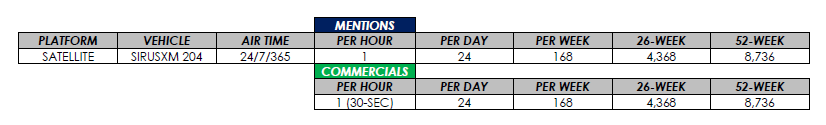 MENTIONS
PLATFORM VEHICLE AIR TIME PER HOUR PER DAY PER WEEK 26-WEEK 52-WEEK
SATELLITE SIRUSXM 204 24/7/365 1 24 168 4,368 8,736
COMMERCIALS
PER HOUR PER DAY PER WEEK 26-WEEK 52-WEEK
1 (30-SEC) 24 168 4,368 8,736